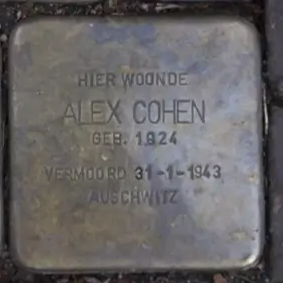 HIER WOONDE
ALEX COHEN
GEB. 1924
VERMOORD 31-1-1943
AUSCHWITZ